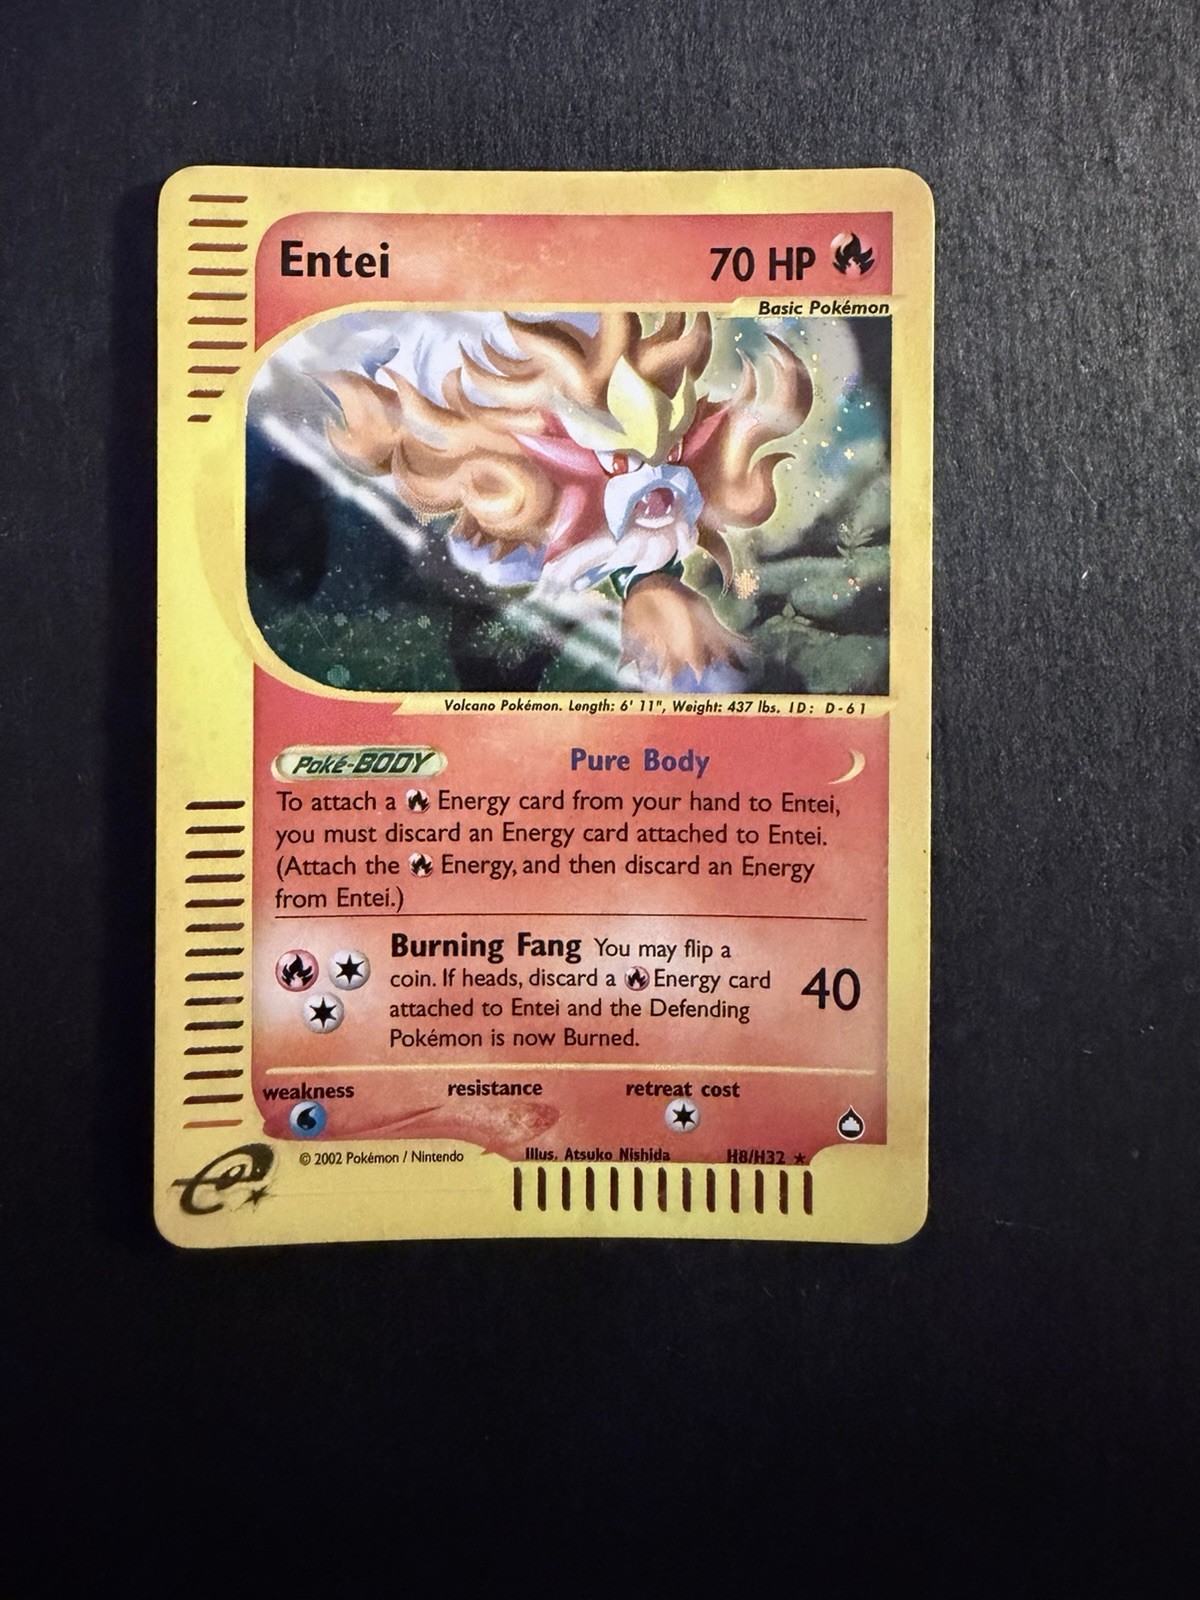 Entei
70 HP
Basic Pokémon
Volcano Pokémon. Length: 6' 11", Weight: 437 lbs. ID: D-61
Poké-BODY Pure Body
To attach a Energy card from your hand to Entei,
you must discard an Energy card attached to Entei.
(Attach the Energy, and then discard an Energy
from Entei.)
Burning Fang You may flip a
coin. If heads, discard a Energy card
attached to Entei and the Defending
Pokémon is now Burned.
40
weakness resistance retreat cost
e
© 2002 Pokémon / Nintendo Illus. Atsuko Nishida H8/H32 ★